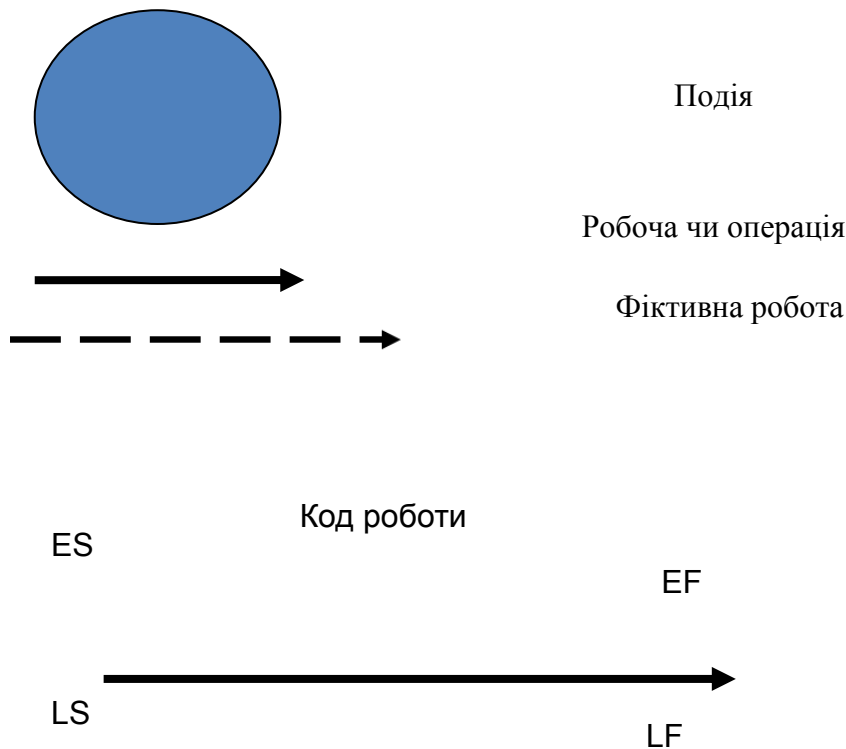 Подія
Робоча чи операція
Фіктивна робота
Код роботи
ES
EF
LS
LF